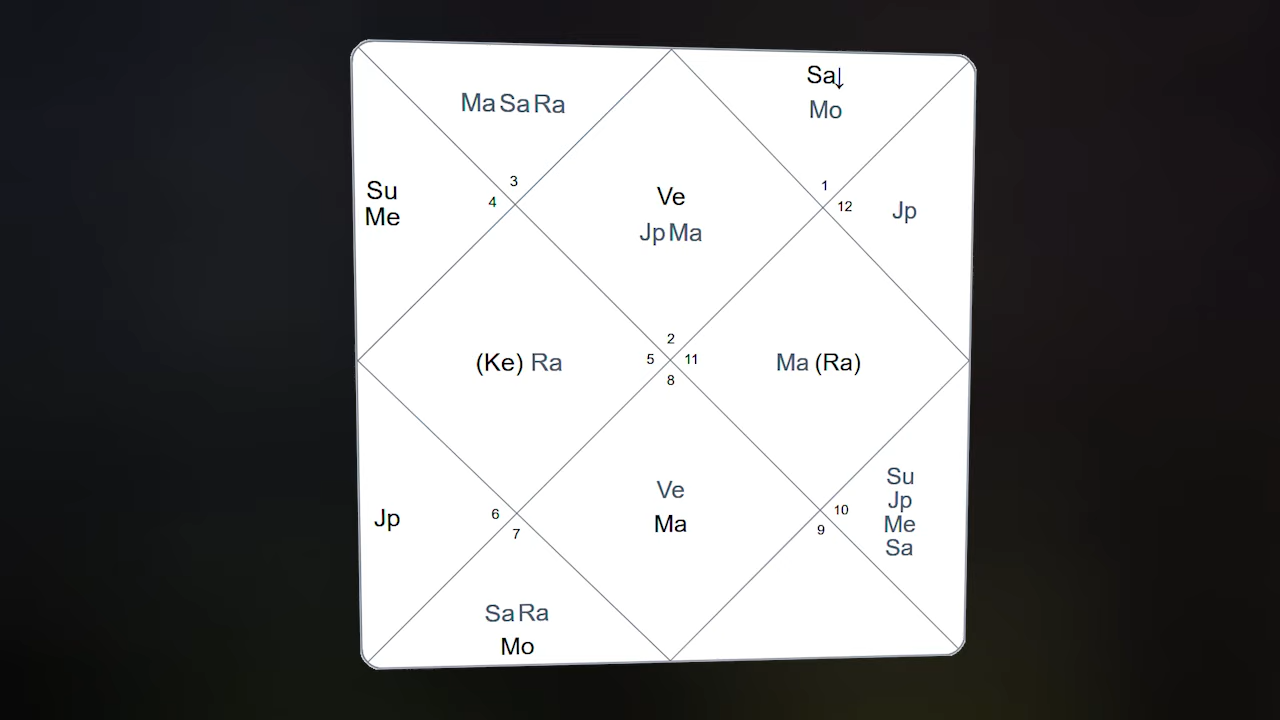 Sa↓
Ma Sa Ra
Mo
3
1
Su
4
Ve
12
Jp
Me
Jp Ma
2
(Ke) Ra
5
11
Ma (Ra)
8
Su
Ve
Jp
Jp
6
Ma
10
Me
7
9
Sa
Sa Ra
Mo